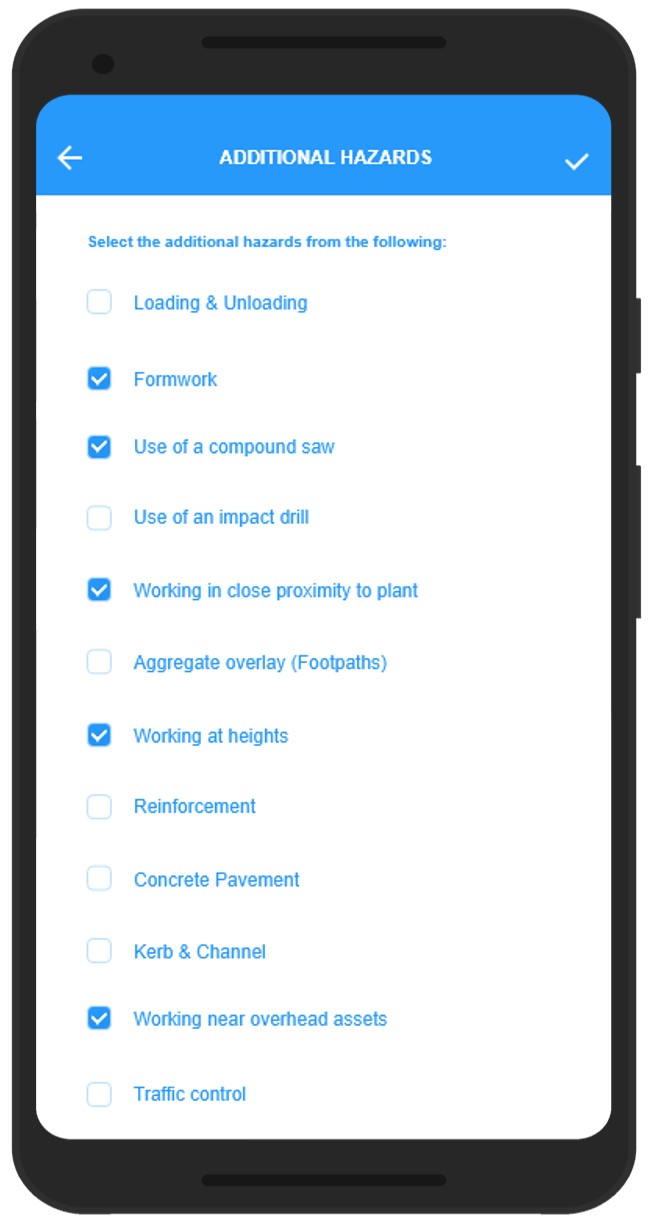 ADDITIONAL HAZARDS
Select the additional hazards from the following:
Loading & Unloading
Formwork
Use of a compound saw
Use of an impact drill
Working in close proximity to plant
Aggregate overlay (Footpaths)
Working at heights
Reinforcement
Concrete Pavement
Kerb & Channel
Working near overhead assets
Traffic control